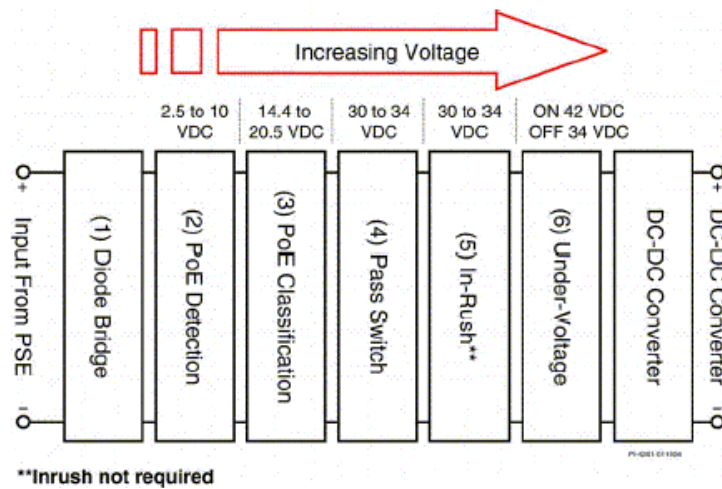 Increasing Voltage
2.5 to 10
VDC
14.4 to
20.5 VDC
30 to 34
VDC
30 to 34
VDC
ON 42 VDC
OFF 34 VDC
+
Input From PSE
-
(1) Diode Bridge
(2) PoE Detection
(3) PoE Classification
(4) Pass Switch
(5) In-Rush**
(6) Under-Voltage
DC-DC Converter
+
DC-DC Converter
-
**Inrush not required